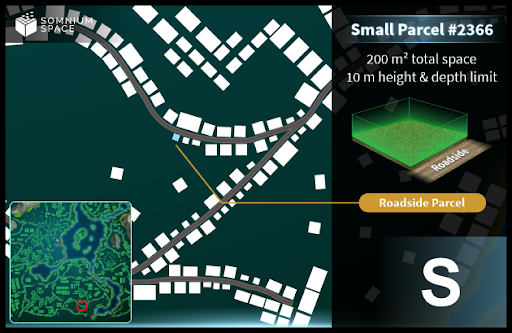 SOMNIUM
SPACE
Small Parcel #2366
200 m² total space
10 m height & depth limit
Roadside
Roadside Parcel
S